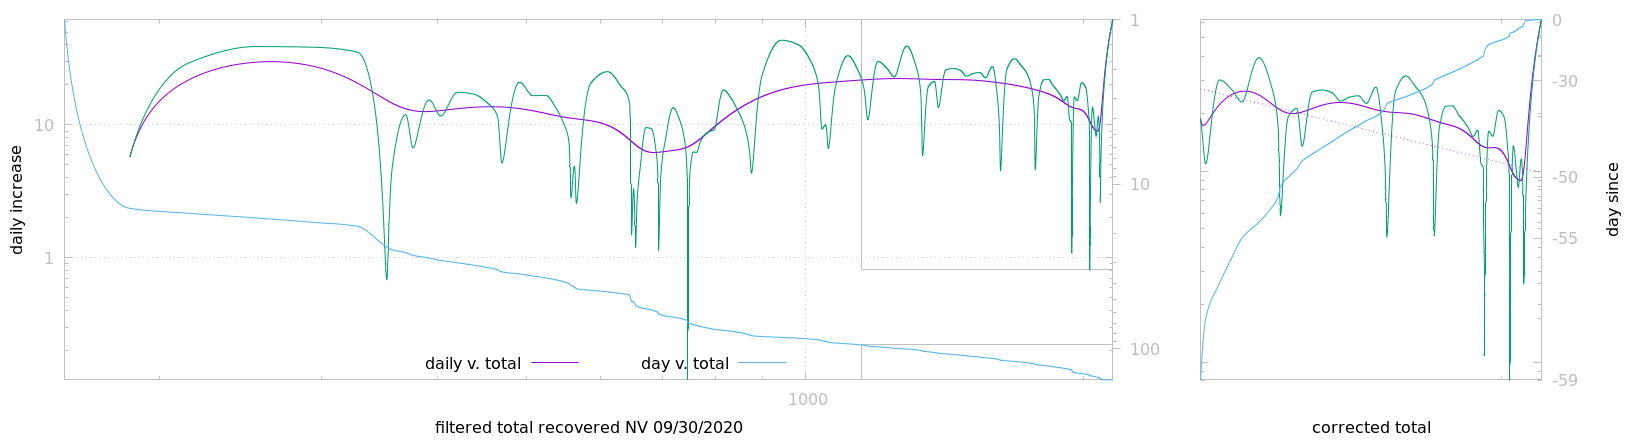 daily increase
10
1
1
10
100
1000
daily v. total
day v. total
filtered total recovered NV 09/30/2020
0
-30
-50
-55
-59
day since
corrected total